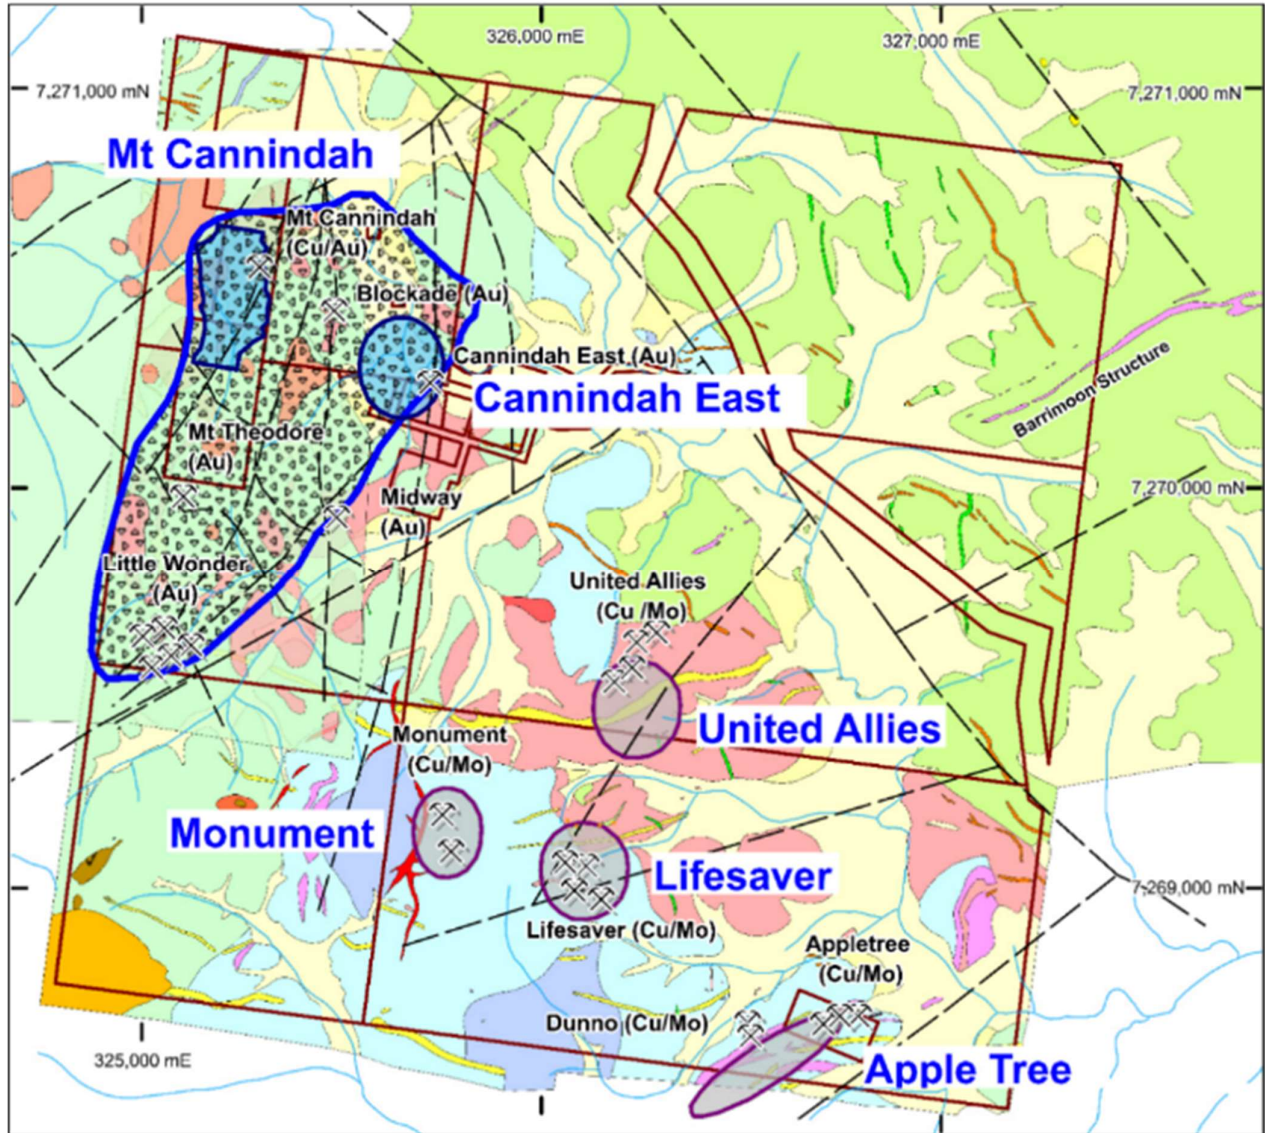 326,000 mE
327,000 mE
7,271,000 mN
7,271,000 mN
Mt Cannindah
Mt Cannindah
(Cu/Au)
Blockade (Au)
Cannindah East (Au)
Cannindah East
Barrimoon Structure
Mt Theodore
(Au)
Midway
(Au)
7,270,000 mN
Little Wonder
(Au)
United Allies
(Cu /Mo)
United Allies
Monument
(Cu/Mo)
Monument
Lifesaver
7,269,000 mN
Lifesaver (Cu/Mo)
Appletree
(Cu/Mo)
Dunno (Cu/Mo)
325,000 mE
Apple Tree